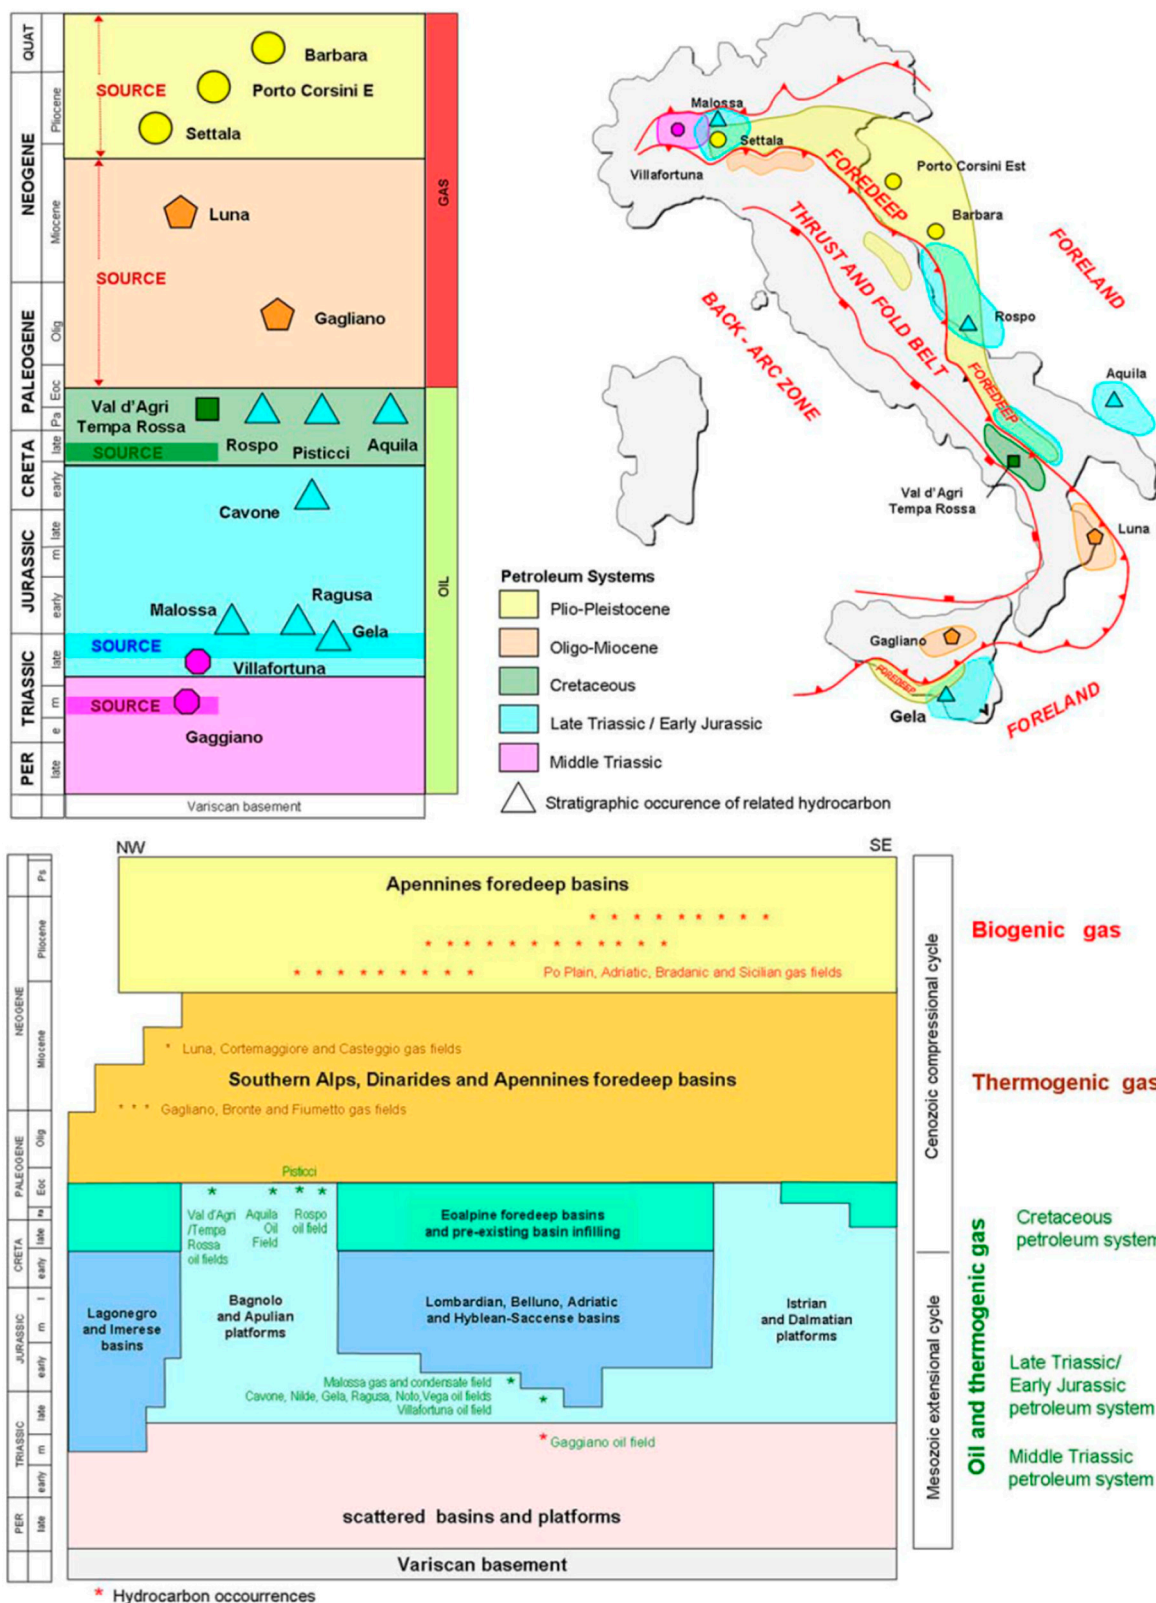 QUAT
NEOGENE
Pliocene
Miocene
PALEOGENE
Olig
Eoc
Pa
CRETA
late
early
JURASSIC
late
m
early
TRIASSIC
late
m
e
PER
late
SOURCE
Barbara
Porto Corsini E
Settala
Luna
SOURCE
Gagliano
Val d'Agri
Tempa Rossa
SOURCE
Rospo
Pisticci
Aquila
Cavone
Ragusa
Malossa
Gela
SOURCE
Villafortuna
SOURCE
Gaggiano
Variscan basement
GAS
OIL
Malossa
Settala
Villafortuna
FOREDEEP
Porto Corsini Est
Barbara
FORELAND
THRUST AND FOLD BELT
BACK - ARC ZONE
Rospo
Aquila
FOREDEEP
Val d'Agri
Tempa Rossa
Luna
Gagliano
FOREDEEP
Gela
FORELAND
Petroleum Systems
Plio-Pleistocene
Oligo-Miocene
Cretaceous
Late Triassic / Early Jurassic
Middle Triassic
Stratigraphic occurence of related hydrocarbon
NW
SE
NEOGENE
Ps
Pliocene
Miocene
PALEOGENE
Olig
Eoc
CRETA
late
early
JURASSIC
l
m
early
TRIASSIC
late
m
early
PER
late
Apennines foredeep basins
* * * * * * * * *
* * * * * * * * * * * *
* * * * * * * * *
Po Plain, Adriatic, Bradanic and Sicilian gas fields
* Luna, Cortemaggiore and Casteggio gas fields
Southern Alps, Dinarides and Apennines foredeep basins
* * * Gagliano, Bronte and Fiumetto gas fields
Pisticci
* * * *
Val d'Agri
/Tempa
Rossa
oil fields
Aquila
Oil
Field
Rospo
oil field
Eoalpine foredeep basins
and pre-existing basin infilling
Lagonegro
and Imerese
basins
Bagnolo
and Apulian
platforms
Lombardian, Belluno, Adriatic
and Hyblean-Saccense basins
Istrian
and Dalmatian
platforms
Malossa gas and condensate field *
Cavone, Nilde, Gela, Ragusa, Noto,Vega oil fields
Villafortuna oil field
*
* Gaggiano oil field
scattered basins and platforms
Variscan basement
* Hydrocarbon occourrences
Cenozoic compressional cycle
Mesozoic extensional cycle
Biogenic gas
Thermogenic gas
Oil and thermogenic gas
Cretaceous
petroleum system
Late Triassic/
Early Jurassic
petroleum system
Middle Triassic
petroleum system